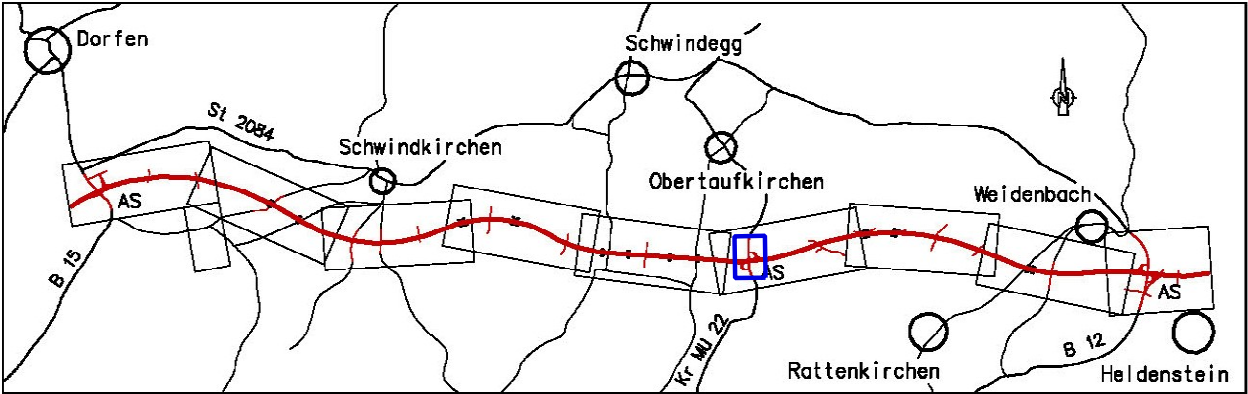 Dorfen
Schwindegg
St 2084
Schwindkirchen
N
Obertaufkirchen
Weidenbach
AS
B 15
AS
AS
Kr MÜ 22
B 12
Rattenkirchen
Heldenstein